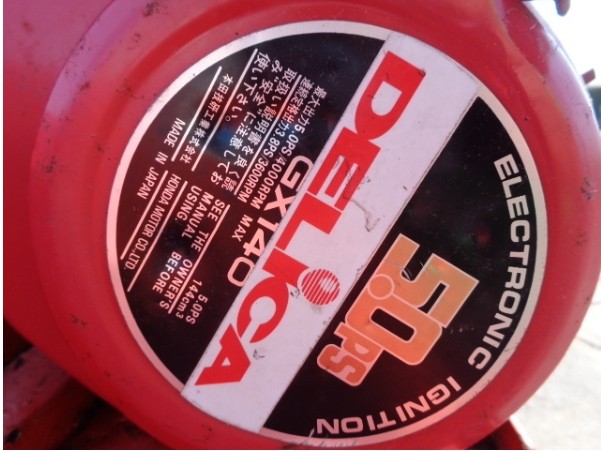 ELECTRONIC IGNITION
5.0PS
DELICA
GX140
最大出力5.0PS/4000RPM MAX
連続定格出力3.8PS/3600RPM
5.0PS
144cm3
取扱い説明書を良く読
み、安全に注意してお
使い下さい。
SEE THE OWNER'S
MANUAL BEFORE
USING
本田技研工業株式会社
HONDA MOTOR CO.,LTD.
MADE IN JAPAN